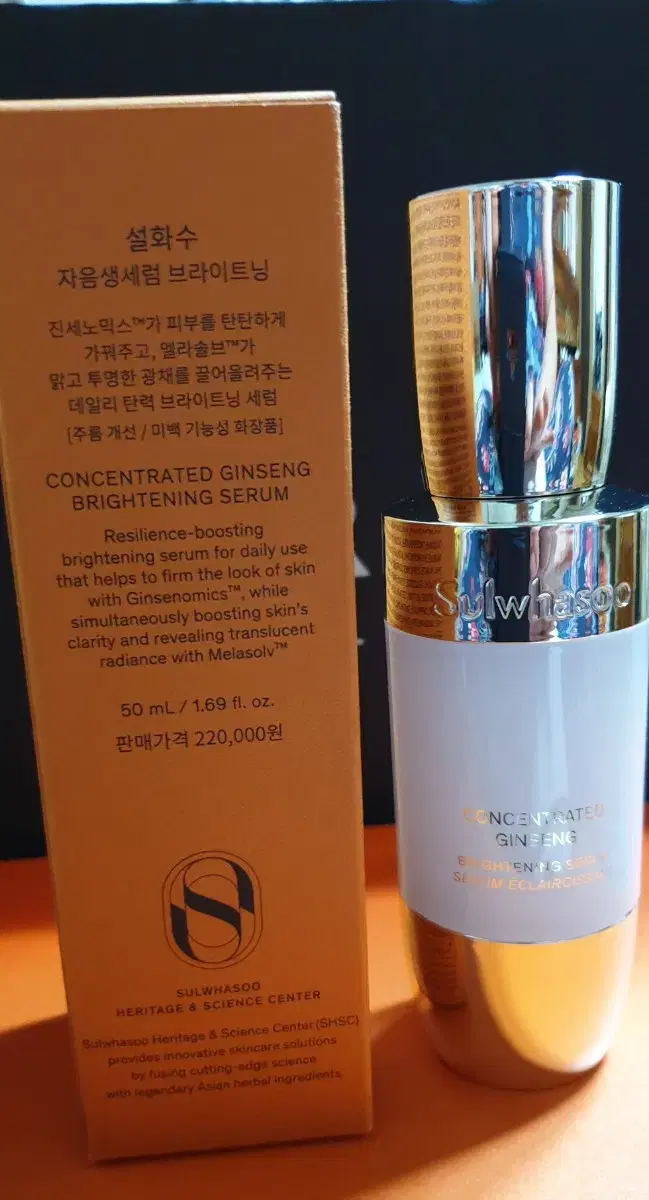 설화수
자음생세럼 브라이트닝
진세노믹스™가 피부를 탄탄하게
가꿔주고, 엘라솔브™가
맑고 투명한 광채를 끌어올려주는
데일리 탄력 브라이트닝 세럼
[주름 개선 / 미백 기능성 화장품]
CONCENTRATED GINSENG
BRIGHTENING SERUM
Resilience-boosting
brightening serum for daily use
that helps to firm the look of skin
with Ginsenomics™, while
simultaneously boosting skin's
clarity and revealing translucent
radiance with Melasolv™
50 mL / 1.69 fl. oz.
판매가격 220,000원
S
SULWHASOO
HERITAGE & SCIENCE CENTER
Sulwhasoo Heritage & Science Center (SHSC)
provides innovative skincare solutions
by fusing cutting-edge science
with legendary Asian herbal ingredients.
Sulwhasoo
CONCENTRATED
GINSENG
BRIGHTENING
SÉRUM